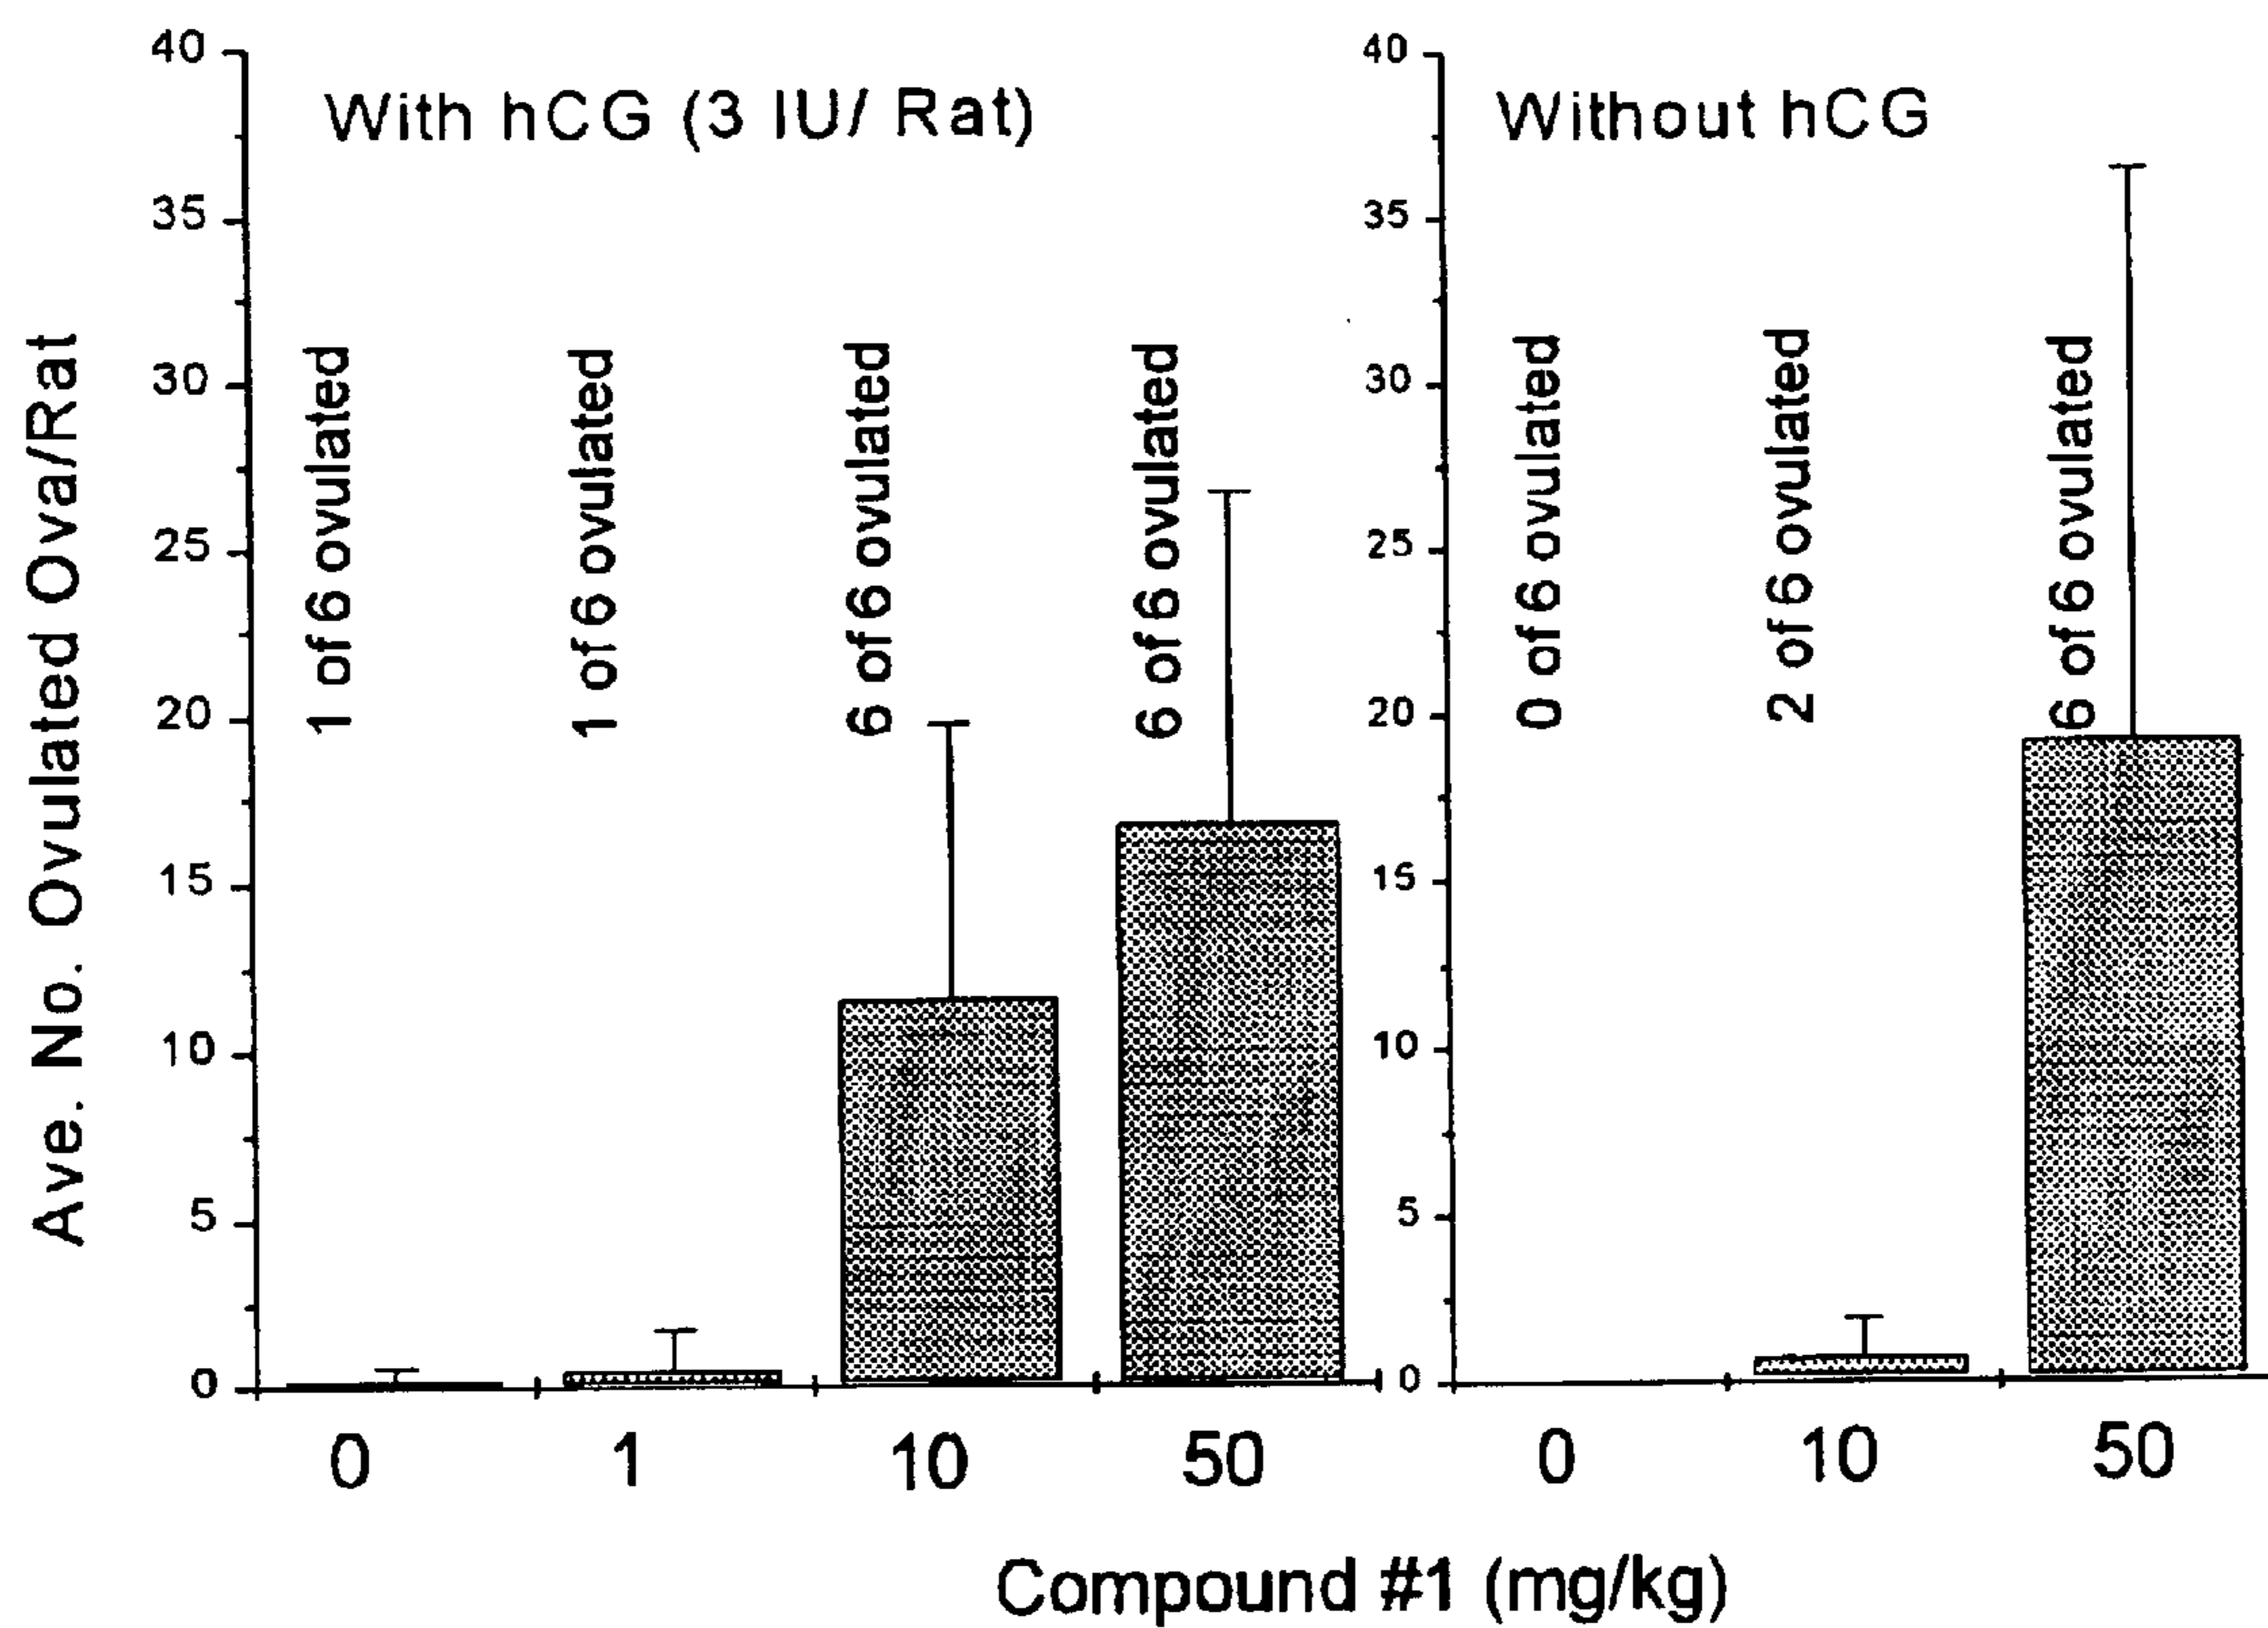 With hCG (3 IU/ Rat)
Without hCG
Ave. No. Ovulated Ova/Rat
40
35
30
25
20
15
10
5
0
1 of 6 ovulated
1 of 6 ovulated
6 of 6 ovulated
6 of 6 ovulated
0
1
10
50
40
35
30
25
20
15
10
5
0
0 of 6 ovulated
2 of 6 ovulated
6 of 6 ovulated
0
10
50
Compound #1 (mg/kg)